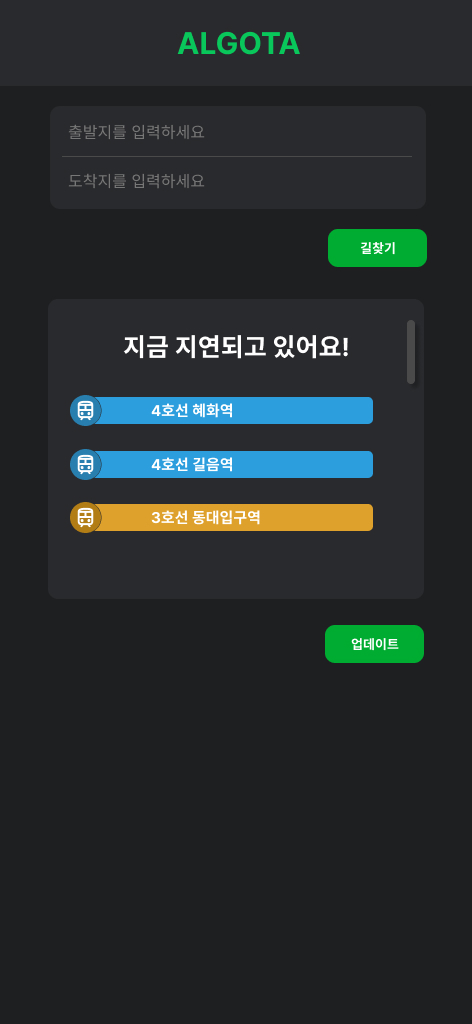 ALGOTA
출발지를 입력하세요
도착지를 입력하세요
길찾기
지금 지연되고 있어요!
4호선 혜화역
4호선 길음역
3호선 동대입구역
업데이트